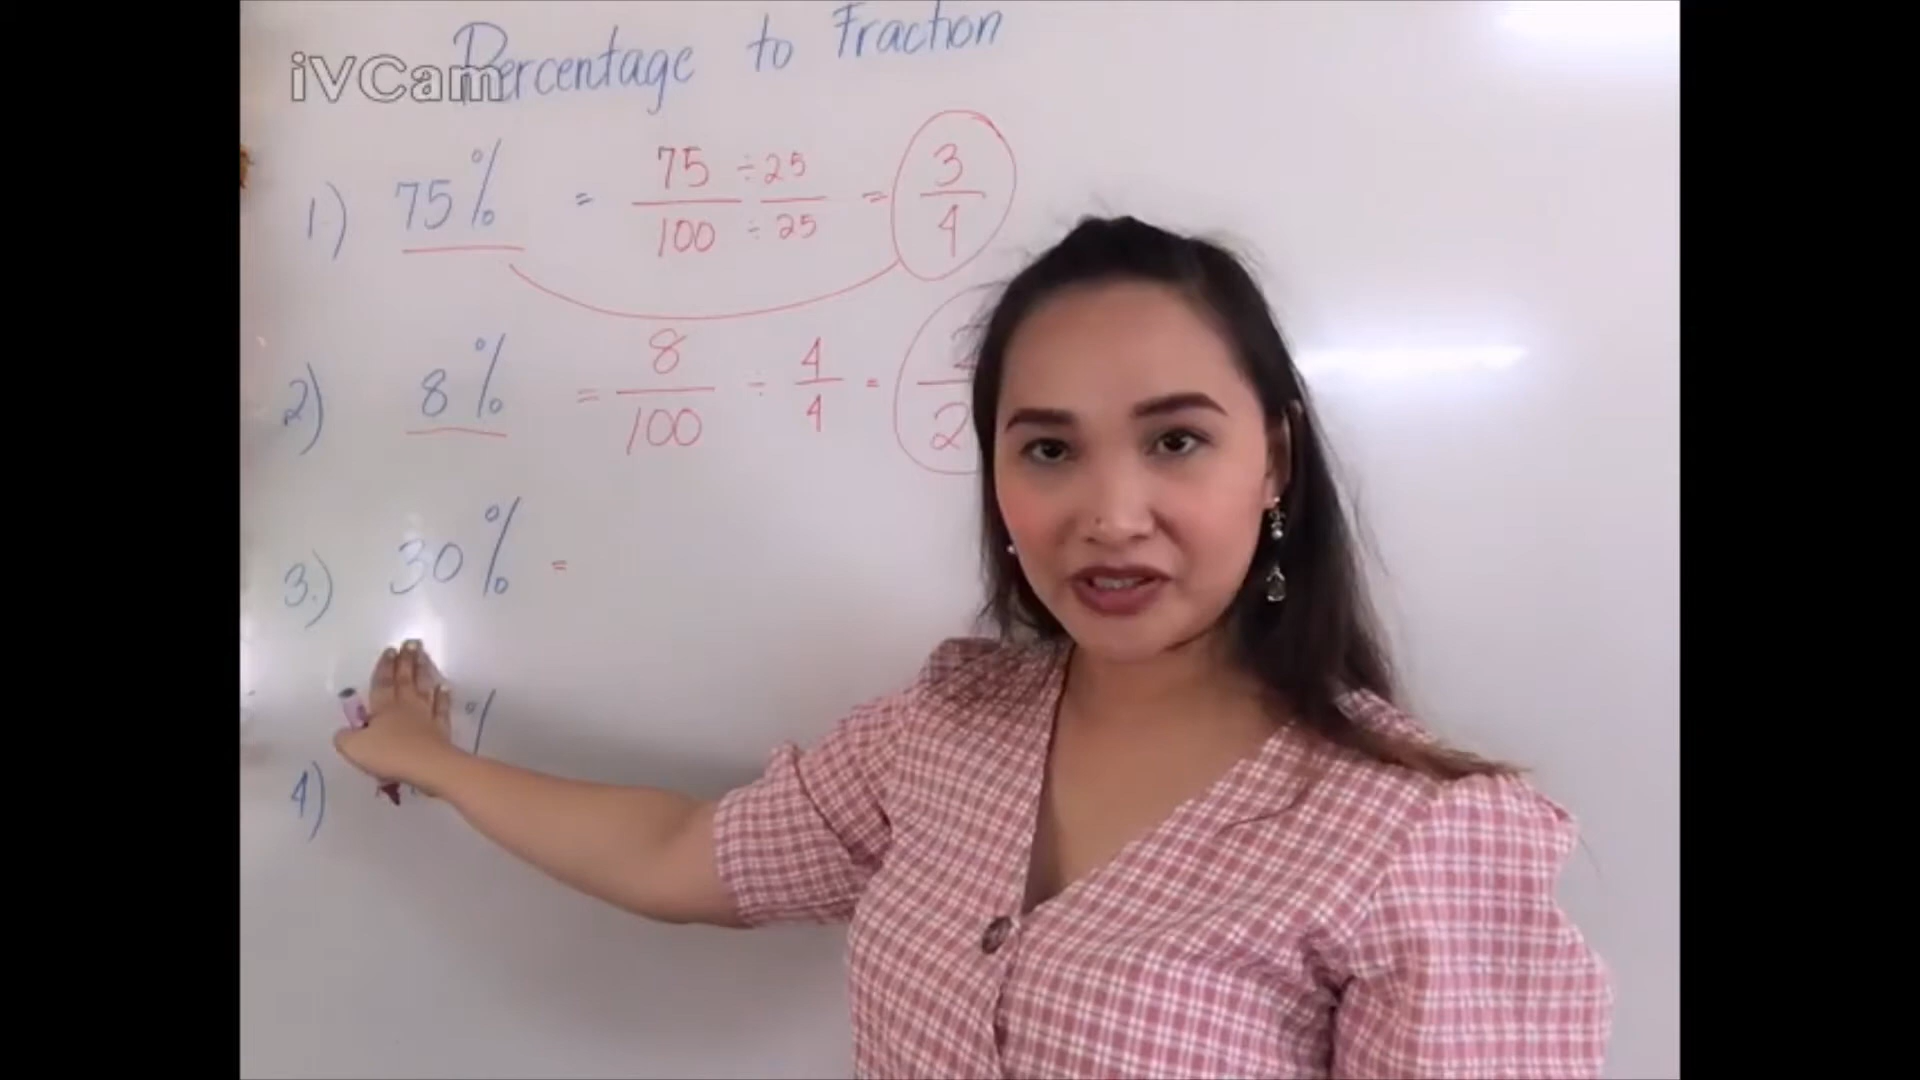 iVCam
Percentage to Fraction
1.) 75% = 75 ÷ 25 / 100 ÷ 25 = 3/4
2) 8% = 8/100 ÷ 4/4 =
3.) 30% =
4) %